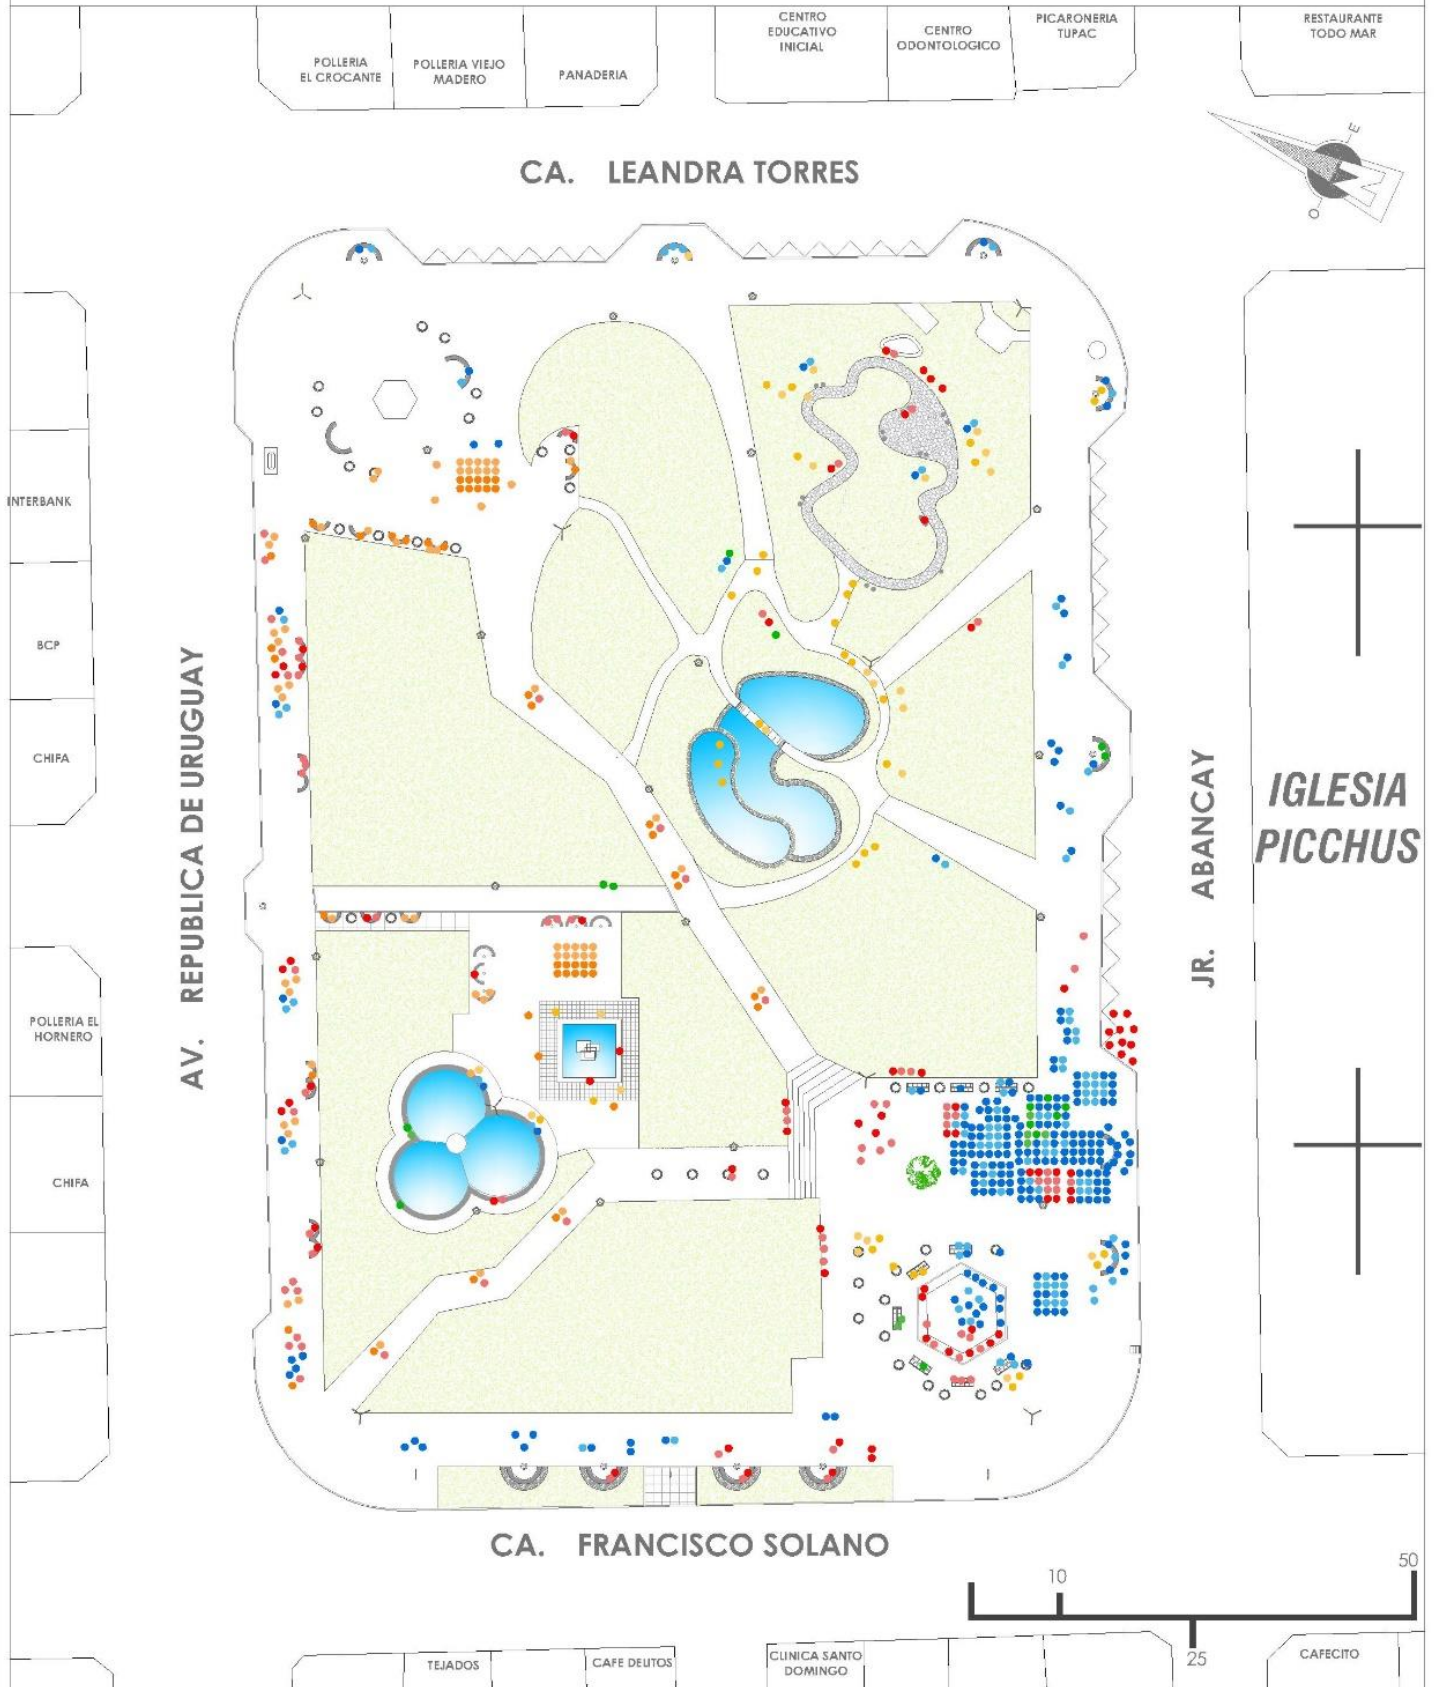 CENTRO
EDUCATIVO
INICIAL
CENTRO
ODONTOLOGICO
PICARONERIA
TUPAC
RESTAURANTE
TODO MAR
POLLERIA
EL CROCANTE
POLLERIA VIEJO
MADERO
PANADERIA
CA. LEANDRA TORRES
E
N
O
INTERBANK
BCP
CHIFA
AV. REPUBLICA DE URUGUAY
JR. ABANCAY
IGLESIA
PICCHUS
POLLERIA EL
HORNERO
CHIFA
CA. FRANCISCO SOLANO
10
50
25
TEJADOS
CAFE DELITOS
CLINICA SANTO
DOMINGO
CAFECITO